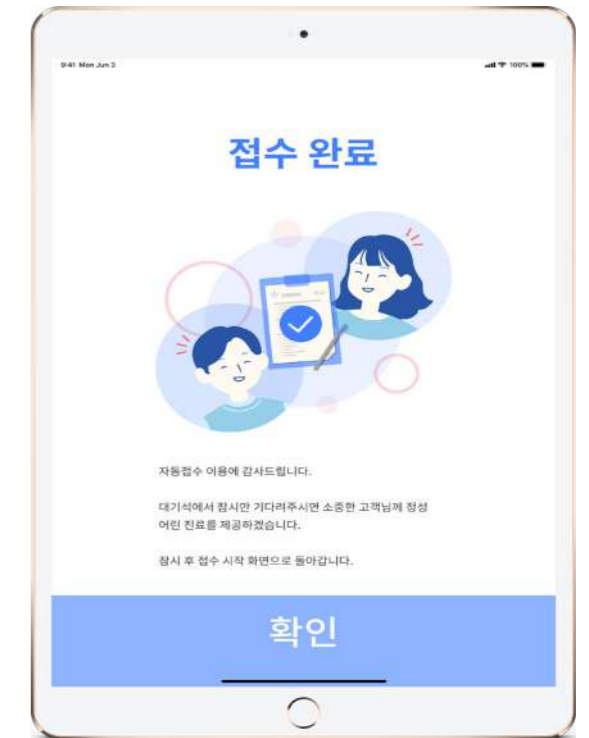 9:41 Mon Jun 3
100%
접수 완료
자동접수 이용에 감사드립니다.
대기석에서 잠시만 기다려주시면 소중한 고객님께 정성
어린 진료를 제공하겠습니다.
잠시 후 접수 시작 화면으로 돌아갑니다.
확인